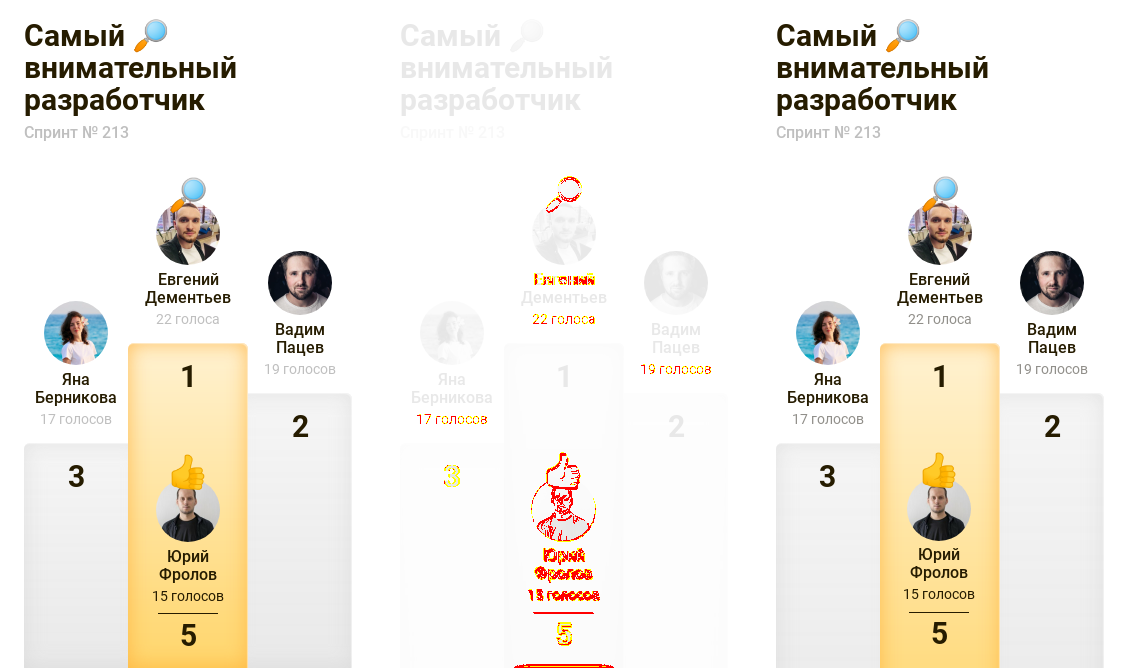 Самый 🔎
внимательный
разработчик
Спринт № 213
Евгений
Дементьев
22 голоса
Вадим
Пацев
19 голосов
Яна
Берникова
17 голосов
1
2
3
Юрий
Фролов
15 голосов
5
Самый 🔎
внимательный
разработчик
Спринт № 213
Евгений
Дементьев
22 голоса
Вадим
Пацев
19 голосов
Яна
Берникова
17 голосов
1
2
3
Юрий
Фролов
15 голосов
5
Самый 🔎
внимательный
разработчик
Спринт № 213
Евгений
Дементьев
22 голоса
Вадим
Пацев
19 голосов
Яна
Берникова
17 голосов
1
2
3
Юрий
Фролов
15 голосов
5